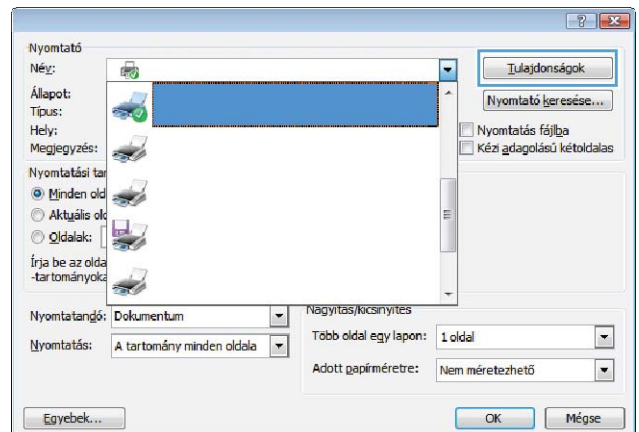 Nyomtató
Név:
Tulajdonságok
Állapot:
Nyomtató keresése...
Típus:
Hely:
Nyomtatás fájlba
Megjegyzés:
Kézi adagolású kétoldalas
Nyomtatási tar
Minden old
Aktuális olc
Oldalak:
Írja be az olda
-tartományoka
Nyomtatandó: Dokumentum
Nagyítás/kicsinyítés
Több oldal egy lapon: 1 oldal
Nyomtatás: A tartomány minden oldala
Adott papírméretre: Nem méretezhető
Egyebek...
OK
Mégse